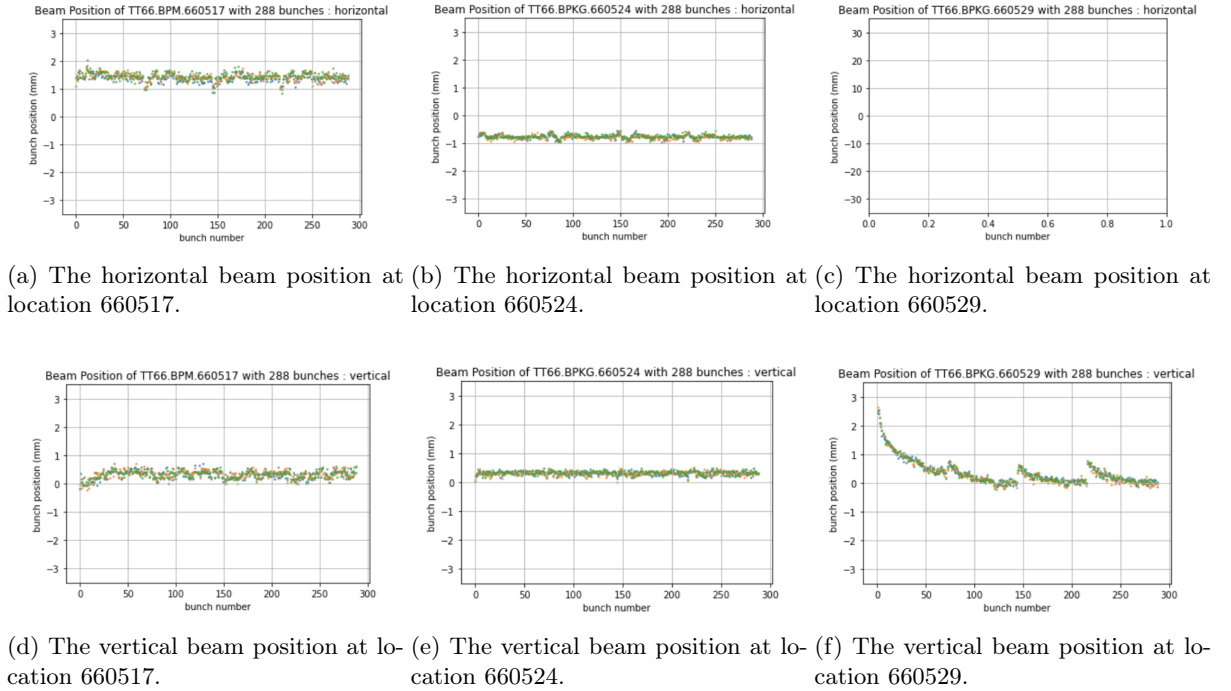 Beam Position of TT66.BPM.660517 with 288 bunches : horizontal
bunch position (mm)
3
2
1
0
−1
−2
−3
0 50 100 150 200 250 300
bunch number
Beam Position of TT66.BPKG.660524 with 288 bunches : horizontal
bunch position (mm)
3
2
1
0
−1
−2
−3
0 50 100 150 200 250 300
bunch number
Beam Position of TT66.BPKG.660529 with 288 bunches : horizontal
bunch position (mm)
30
20
10
0
−10
−20
−30
0.0 0.2 0.4 0.6 0.8 1.0
bunch number
(a) The horizontal beam position at
location 660517.
(b) The horizontal beam position at
location 660524.
(c) The horizontal beam position at
location 660529.
Beam Position of TT66.BPM.660517 with 288 bunches : vertical
bunch position (mm)
3
2
1
0
−1
−2
−3
0 50 100 150 200 250 300
bunch number
Beam Position of TT66.BPKG.660524 with 288 bunches : vertical
bunch position (mm)
3
2
1
0
−1
−2
−3
0 50 100 150 200 250 300
bunch number
Beam Position of TT66.BPKG.660529 with 288 bunches : vertical
bunch position (mm)
3
2
1
0
−1
−2
−3
0 50 100 150 200 250 300
bunch number
(d) The vertical beam position at lo-
cation 660517.
(e) The vertical beam position at lo-
cation 660524.
(f) The vertical beam position at lo-
cation 660529.